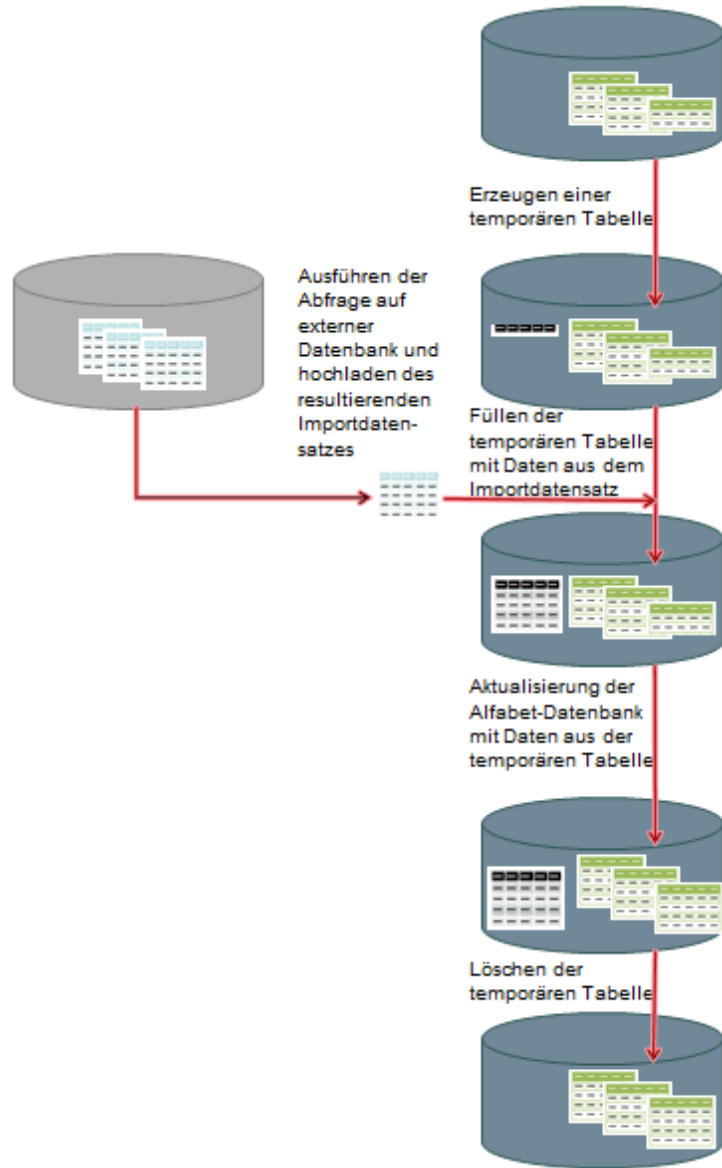 Erzeugen einer
temporären Tabelle
Ausführen der
Abfrage auf
externer
Datenbank und
hochladen des
resultierenden
Importdaten-
satzes
Füllen der
temporären Tabelle
mit Daten aus dem
Importdatensatz
Aktualisierung der
Alfabet-Datenbank
mit Daten aus der
temporären Tabelle
Löschen der
temporären Tabelle